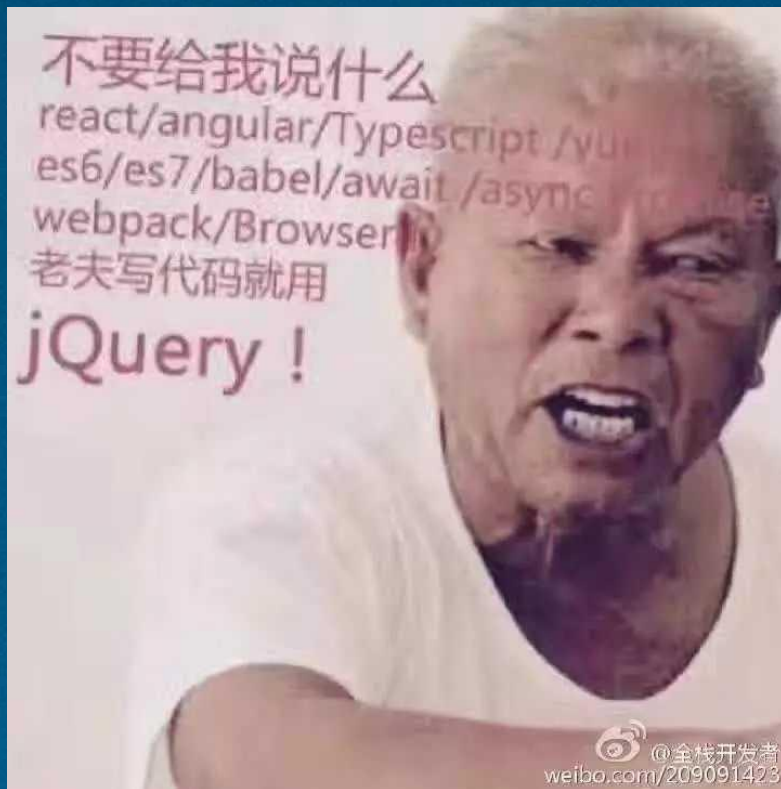 不要给我说什么
react/angular/Typescript /vue
es6/es7/babel/await /async
webpack/Browser
老夫写代码就用
jQuery！
@全栈开发者
weibo.com/209091423